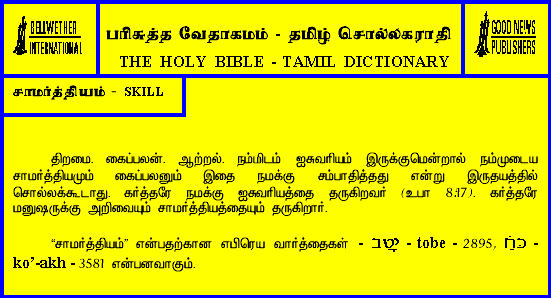 BELLWETHER
INTERNATIONAL
பரிசுத்த வேதாகமம் - தமிழ் சொல்லகராதி
THE HOLY BIBLE - TAMIL DICTIONARY
GOOD NEWS
PUBLISHERS
சாமர்த்தியம் - SKILL
திறமை. கைப்பலன். ஆற்றல். நம்மிடம் ஐசுவரியம் இருக்குமென்றால் நம்முடைய
சாமர்த்தியமும் கைப்பலனும் இதை நமக்கு சம்பாதித்தது என்று இருதயத்தில்
சொல்லக்கூடாது. கர்த்தரே நமக்கு ஐசுவரியத்தை தருகிறவர் (உபா 8:17). கர்த்தரே
மனுஷருக்கு அறிவையும் சாமர்த்தியத்தையும் தருகிறார்.
“சாமர்த்தியம்” என்பதற்கான எபிரெய வார்த்தைகள் - - tobe - 2895, -
ko’-akh - 3581 என்பனவாகும்.